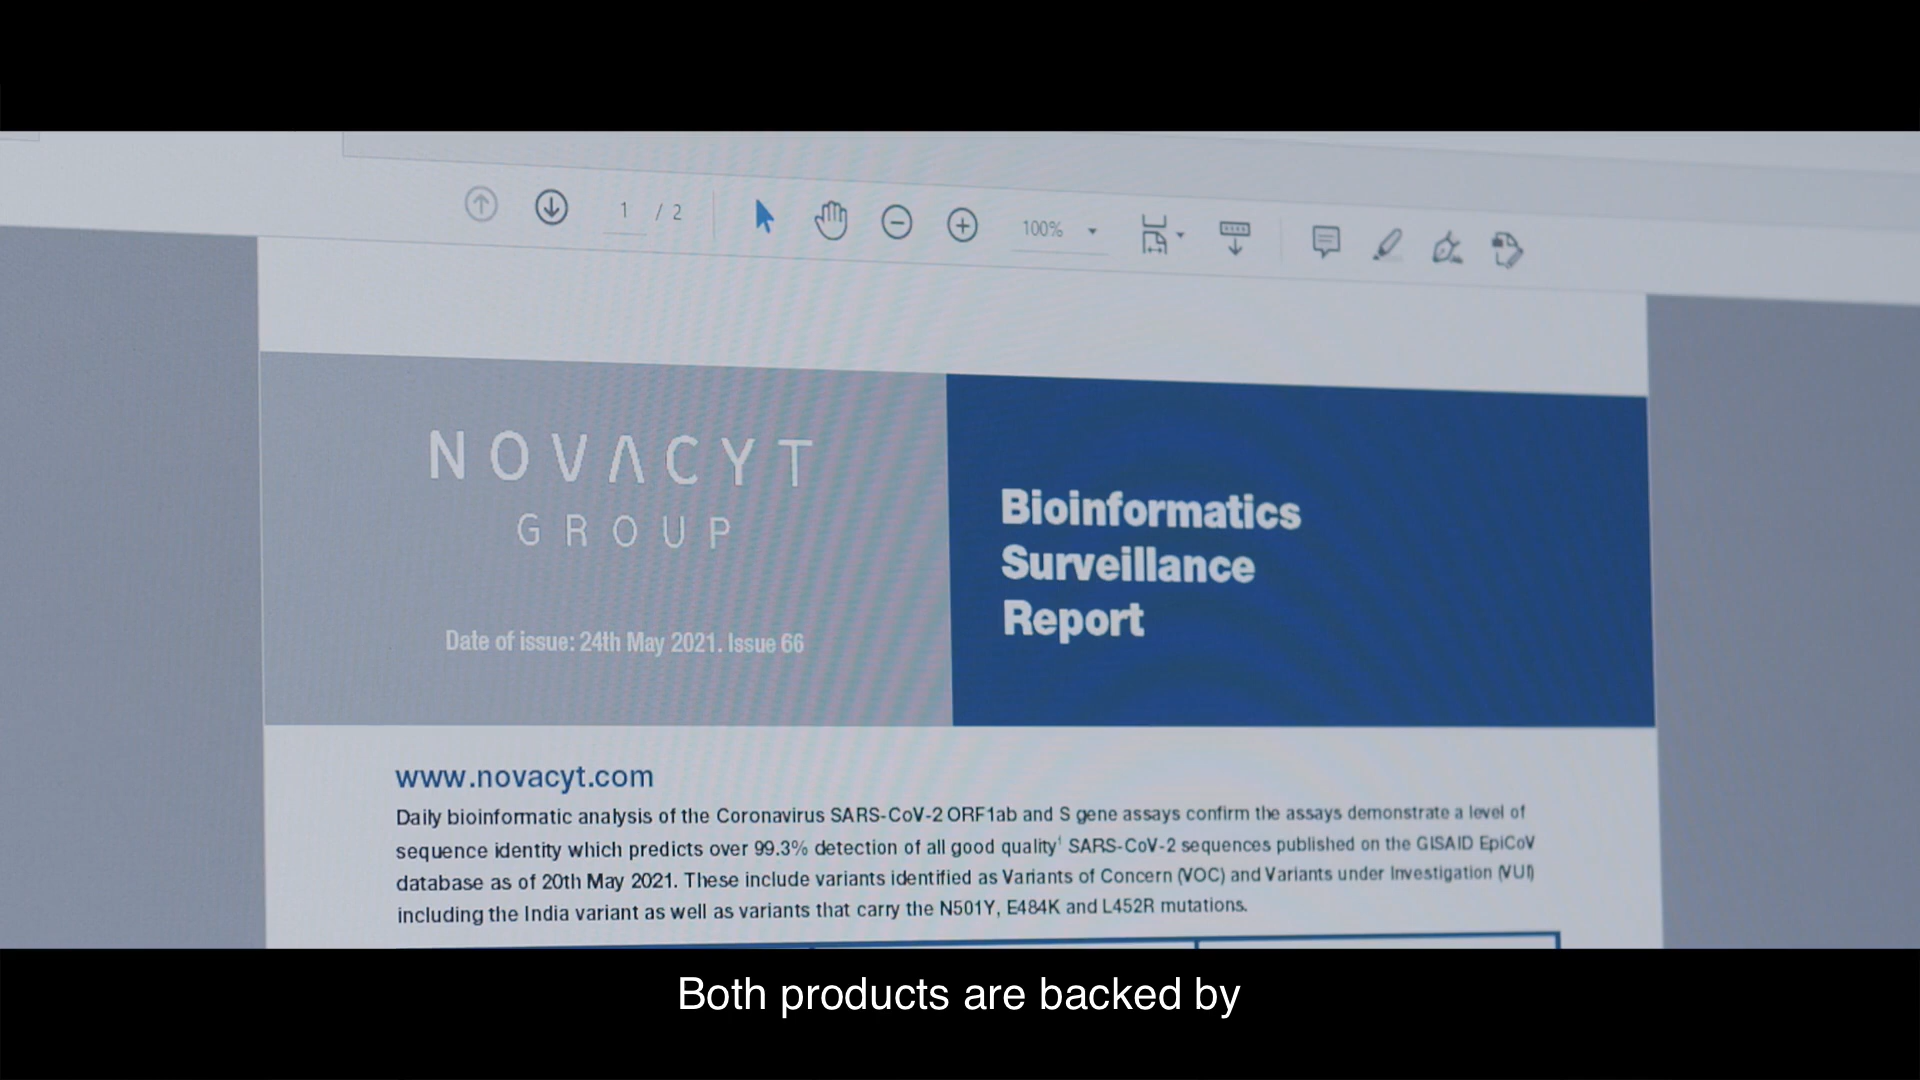 1 / 2
100%
NOVACYT
GROUP
Date of issue: 24th May 2021. Issue 66
Bioinformatics
Surveillance
Report
www.novacyt.com
Daily bioinformatic analysis of the Coronavirus SARS-CoV-2 ORF1ab and S gene assays confirm the assays demonstrate a level of
sequence identity which predicts over 99.3% detection of all good quality¹ SARS-CoV-2 sequences published on the GISAID EpiCoV
database as of 20th May 2021. These include variants identified as Variants of Concern (VOC) and Variants under Investigation (VUI)
including the India variant as well as variants that carry the N501Y, E484K and L452R mutations.
Both products are backed by